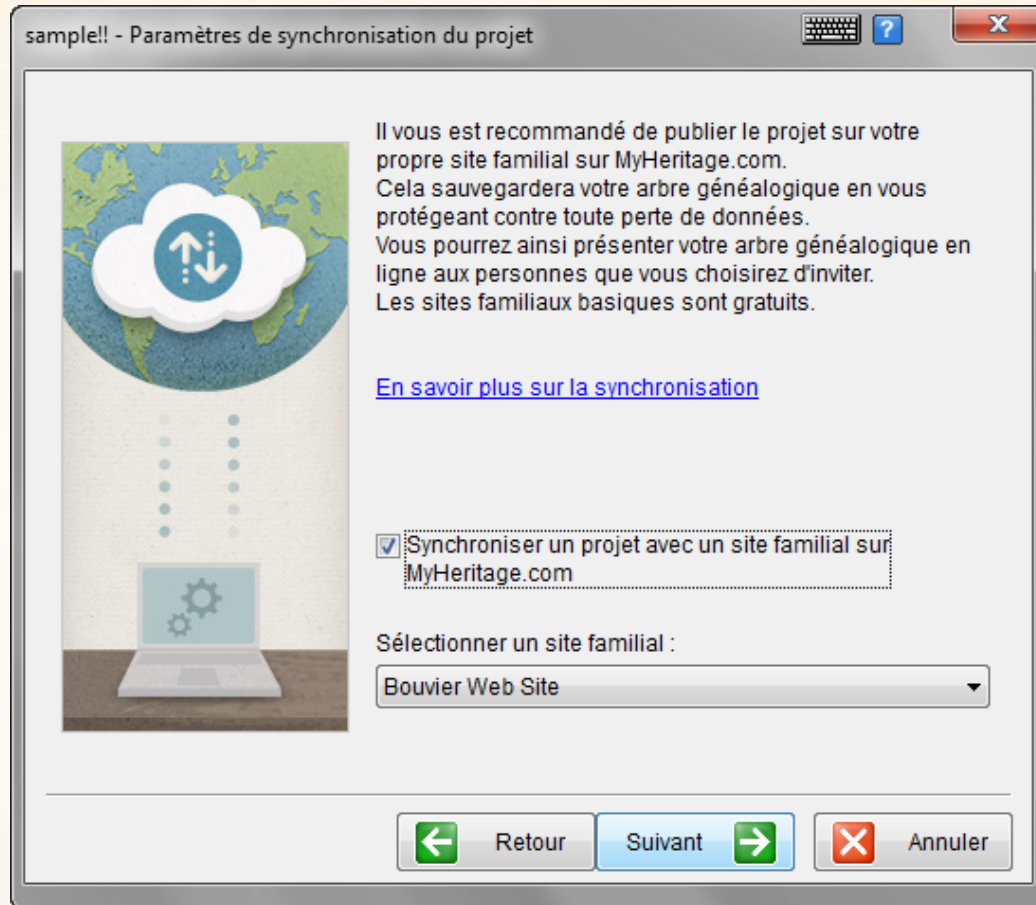 sample!! - Paramètres de synchronisation du projet
?
Il vous est recommandé de publier le projet sur votre
propre site familial sur MyHeritage.com.
Cela sauvegardera votre arbre généalogique en vous
protégeant contre toute perte de données.
Vous pourrez ainsi présenter votre arbre généalogique en
ligne aux personnes que vous choisirez d'inviter.
Les sites familiaux basiques sont gratuits.
En savoir plus sur la synchronisation
Synchroniser un projet avec un site familial sur
MyHeritage.com
Sélectionner un site familial :
Bouvier Web Site
Retour
Suivant
Annuler